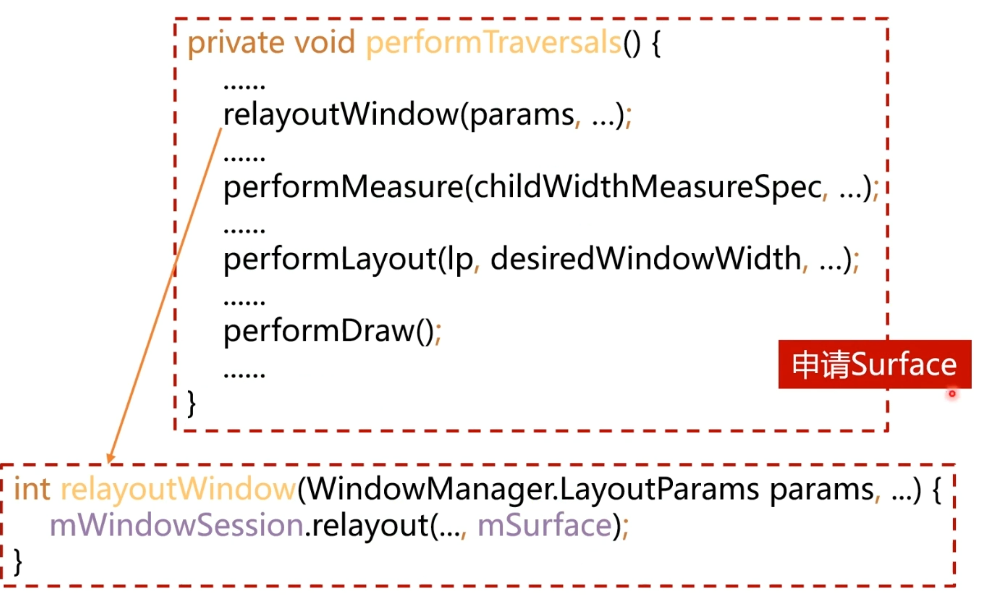 private void performTraversals() {
......
relayoutWindow(params, ...);
......
performMeasure(childWidthMeasureSpec, ...);
......
performLayout(lp, desiredWindowWidth, ...);
......
performDraw();
......
}
申请Surface
int relayoutWindow(WindowManager.LayoutParams params, ...) {
mWindowSession.relayout(..., mSurface);
}